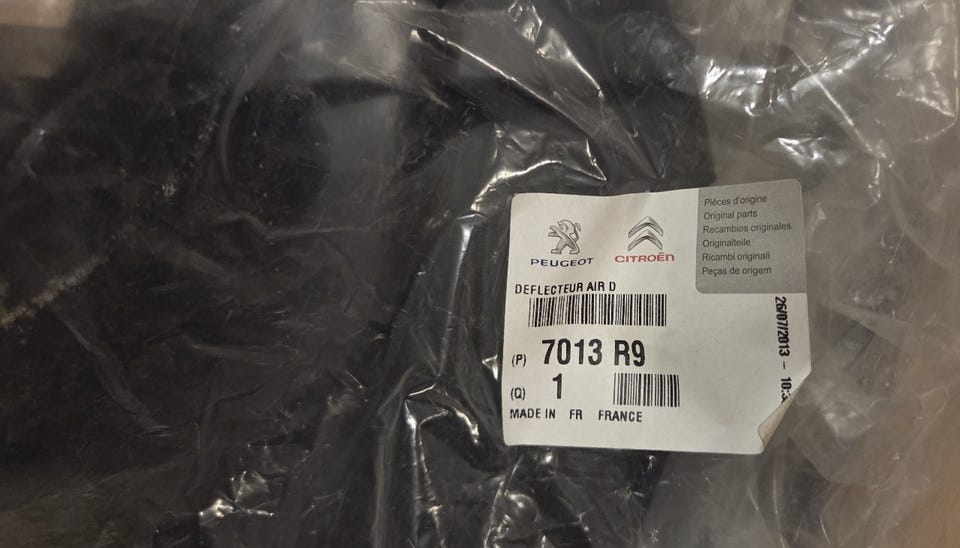 PEUGEOT
CITROËN
Pièces d'origine
Original parts
Recambios originales
Originalteile
Ricambi originali
Peças de origem
DEFLECTEUR AIR D
(P) 7013 R9
(Q) 1
MADE IN FR FRANCE
26/07/2013 -